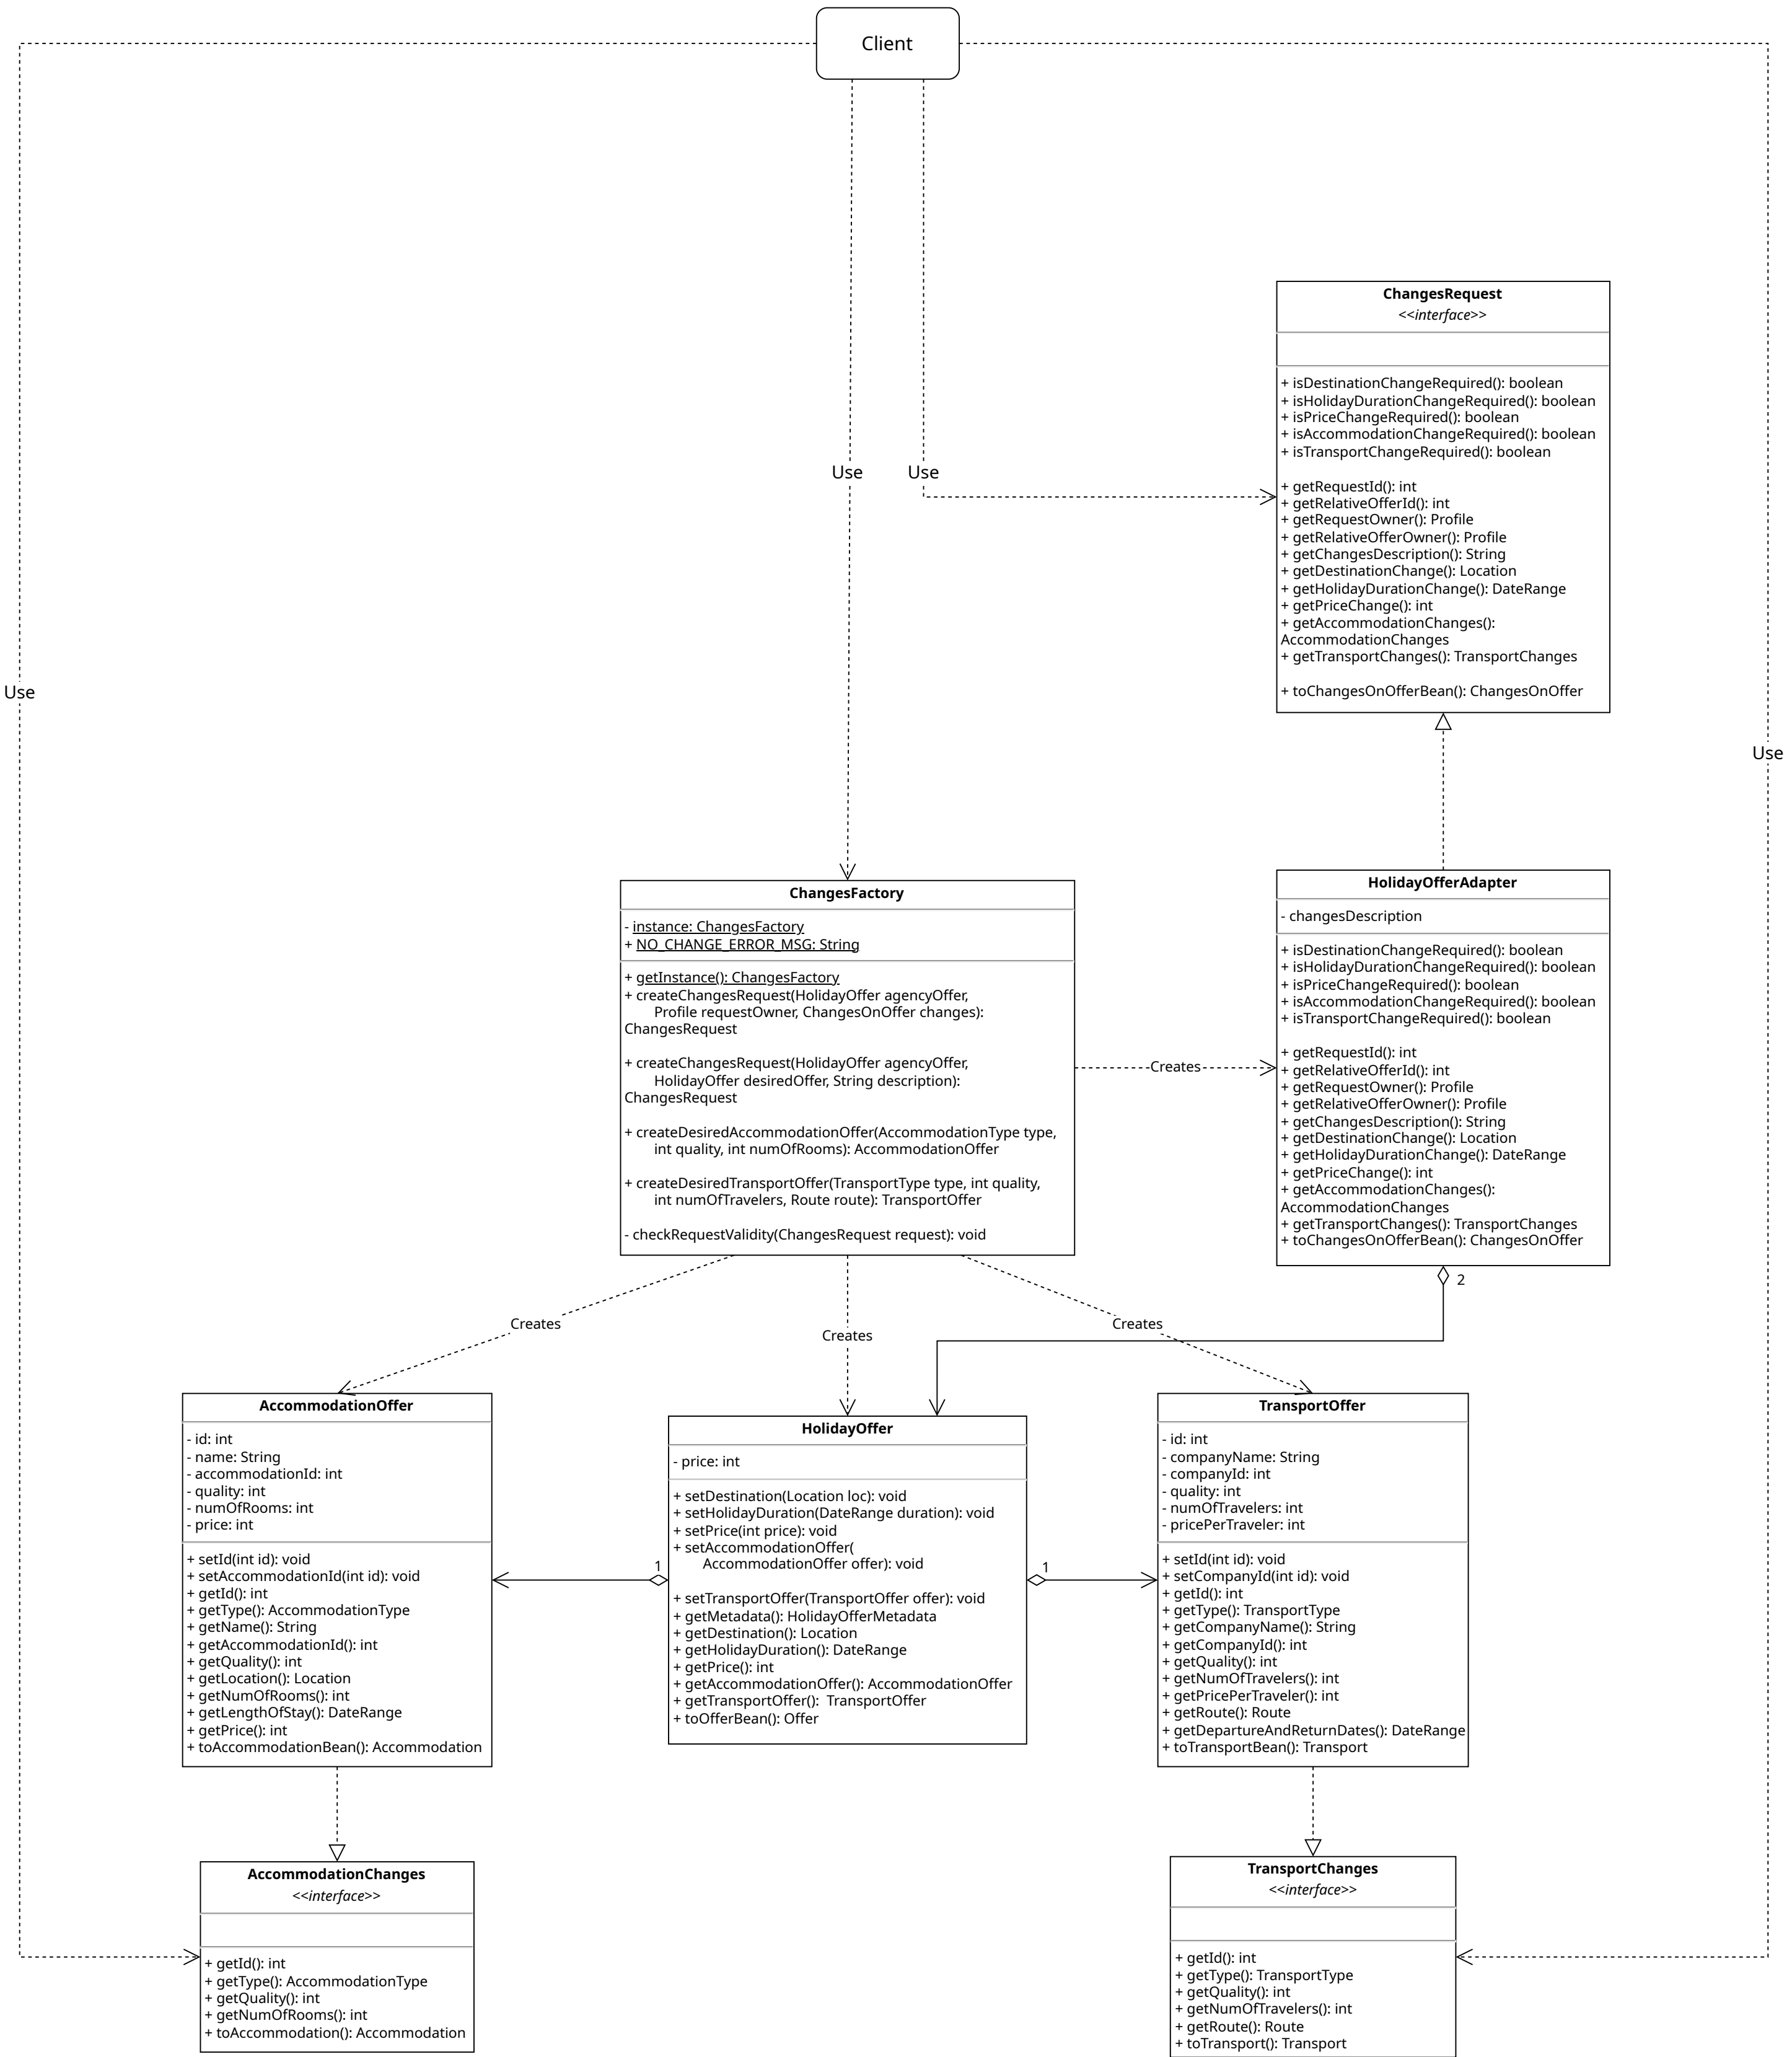 Client
Use
Use
Use
Use
ChangesRequest
<<interface>>
+ isDestinationChangeRequired(): boolean
+ isHolidayDurationChangeRequired(): boolean
+ isPriceChangeRequired(): boolean
+ isAccommodationChangeRequired(): boolean
+ isTransportChangeRequired(): boolean
+ getRequestId(): int
+ getRelativeOfferId(): int
+ getRequestOwner(): Profile
+ getRelativeOfferOwner(): Profile
+ getChangesDescription(): String
+ getDestinationChange(): Location
+ getHolidayDurationChange(): DateRange
+ getPriceChange(): int
+ getAccommodationChanges():
AccommodationChanges
+ getTransportChanges(): TransportChanges
+ toChangesOnOfferBean(): ChangesOnOffer
ChangesFactory
- instance: ChangesFactory
+ NO_CHANGE_ERROR_MSG: String
+ getInstance(): ChangesFactory
+ createChangesRequest(HolidayOffer agencyOffer,
Profile requestOwner, ChangesOnOffer changes):
ChangesRequest
+ createChangesRequest(HolidayOffer agencyOffer,
HolidayOffer desiredOffer, String description):
ChangesRequest
+ createDesiredAccommodationOffer(AccommodationType type,
int quality, int numOfRooms): AccommodationOffer
+ createDesiredTransportOffer(TransportType type, int quality,
int numOfTravelers, Route route): TransportOffer
- checkRequestValidity(ChangesRequest request): void
Creates
HolidayOfferAdapter
- changesDescription
+ isDestinationChangeRequired(): boolean
+ isHolidayDurationChangeRequired(): boolean
+ isPriceChangeRequired(): boolean
+ isAccommodationChangeRequired(): boolean
+ isTransportChangeRequired(): boolean
+ getRequestId(): int
+ getRelativeOfferId(): int
+ getRequestOwner(): Profile
+ getRelativeOfferOwner(): Profile
+ getChangesDescription(): String
+ getDestinationChange(): Location
+ getHolidayDurationChange(): DateRange
+ getPriceChange(): int
+ getAccommodationChanges():
AccommodationChanges
+ getTransportChanges(): TransportChanges
+ toChangesOnOfferBean(): ChangesOnOffer
2
Creates
Creates
Creates
AccommodationOffer
- id: int
- name: String
- accommodationId: int
- quality: int
- numOfRooms: int
- price: int
+ setId(int id): void
+ setAccommodationId(int id): void
+ getId(): int
+ getType(): AccommodationType
+ getName(): String
+ getAccommodationId(): int
+ getQuality(): int
+ getLocation(): Location
+ getNumOfRooms(): int
+ getLengthOfStay(): DateRange
+ getPrice(): int
+ toAccommodationBean(): Accommodation
1
HolidayOffer
- price: int
+ setDestination(Location loc): void
+ setHolidayDuration(DateRange duration): void
+ setPrice(int price): void
+ setAccommodationOffer(
AccommodationOffer offer): void
+ setTransportOffer(TransportOffer offer): void
+ getMetadata(): HolidayOfferMetadata
+ getDestination(): Location
+ getHolidayDuration(): DateRange
+ getPrice(): int
+ getAccommodationOffer(): AccommodationOffer
+ getTransportOffer():  TransportOffer
+ toOfferBean(): Offer
1
TransportOffer
- id: int
- companyName: String
- companyId: int
- quality: int
- numOfTravelers: int
- pricePerTraveler: int
+ setId(int id): void
+ setCompanyId(int id): void
+ getId(): int
+ getType(): TransportType
+ getCompanyName(): String
+ getCompanyId(): int
+ getQuality(): int
+ getNumOfTravelers(): int
+ getPricePerTraveler(): int
+ getRoute(): Route
+ getDepartureAndReturnDates(): DateRange
+ toTransportBean(): Transport
AccommodationChanges
<<interface>>
+ getId(): int
+ getType(): AccommodationType
+ getQuality(): int
+ getNumOfRooms(): int
+ toAccommodation(): Accommodation
TransportChanges
<<interface>>
+ getId(): int
+ getType(): TransportType
+ getQuality(): int
+ getNumOfTravelers(): int
+ getRoute(): Route
+ toTransport(): Transport